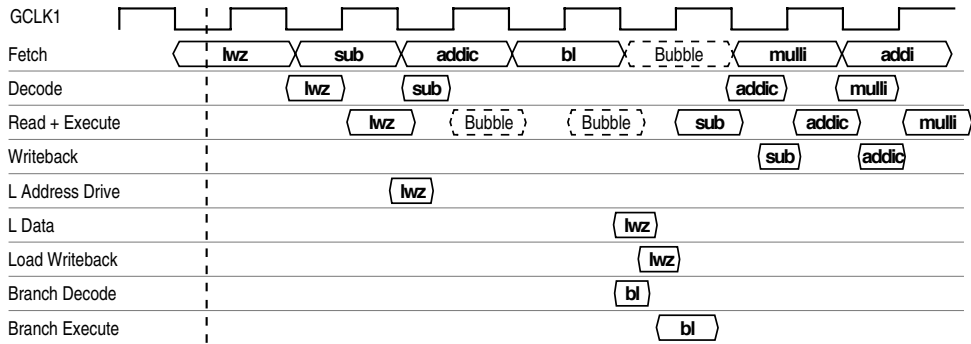 GCLK1
Fetch lwz sub addic bl Bubble mulli addi
Decode lwz sub addic mulli
Read + Execute lwz Bubble Bubble sub addic mulli
Writeback sub addic
L Address Drive lwz
L Data lwz
Load Writeback lwz
Branch Decode bl
Branch Execute bl